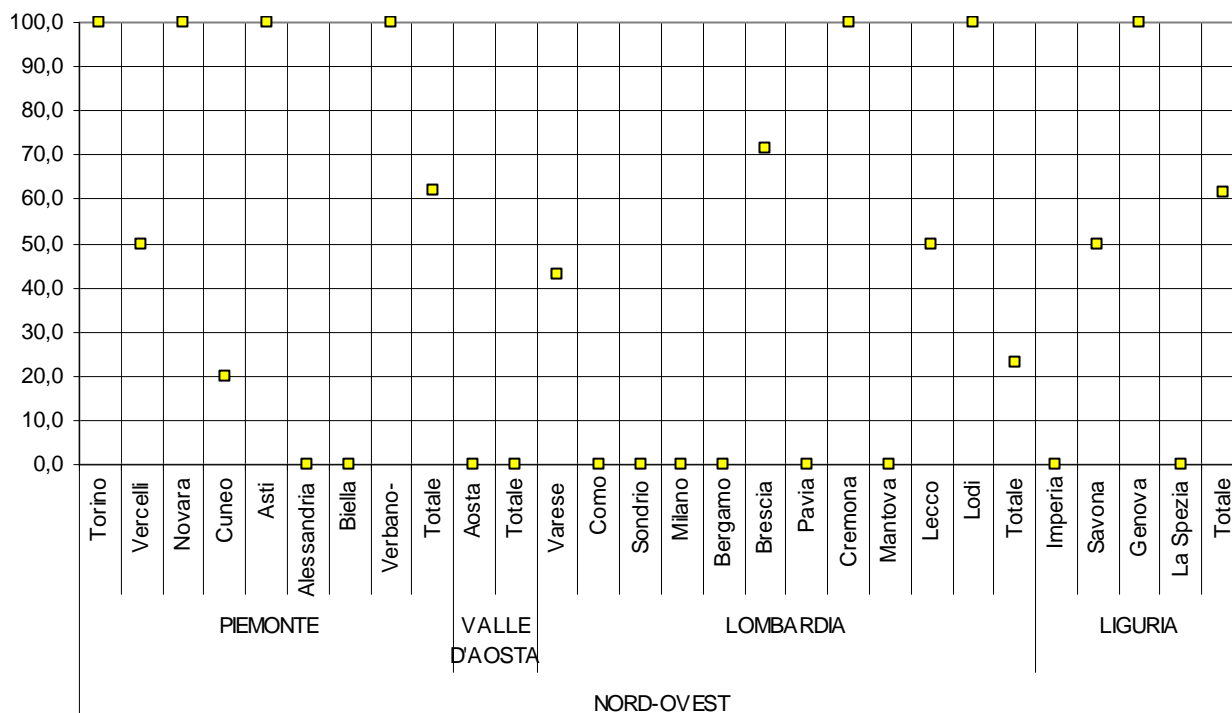 100,0
90,0
80,0
70,0
60,0
50,0
40,0
30,0
20,0
10,0
0,0
Torino
Vercelli
Novara
Cuneo
Asti
Alessandria
Biella
Verbano-
Totale
Aosta
Totale
Varese
Como
Sondrio
Milano
Bergamo
Brescia
Pavia
Cremona
Mantova
Lecco
Lodi
Totale
Imperia
Savona
Genova
La Spezia
Totale
PIEMONTE
VALLE
D'AOSTA
LOMBARDIA
LIGURIA
NORD-OVEST